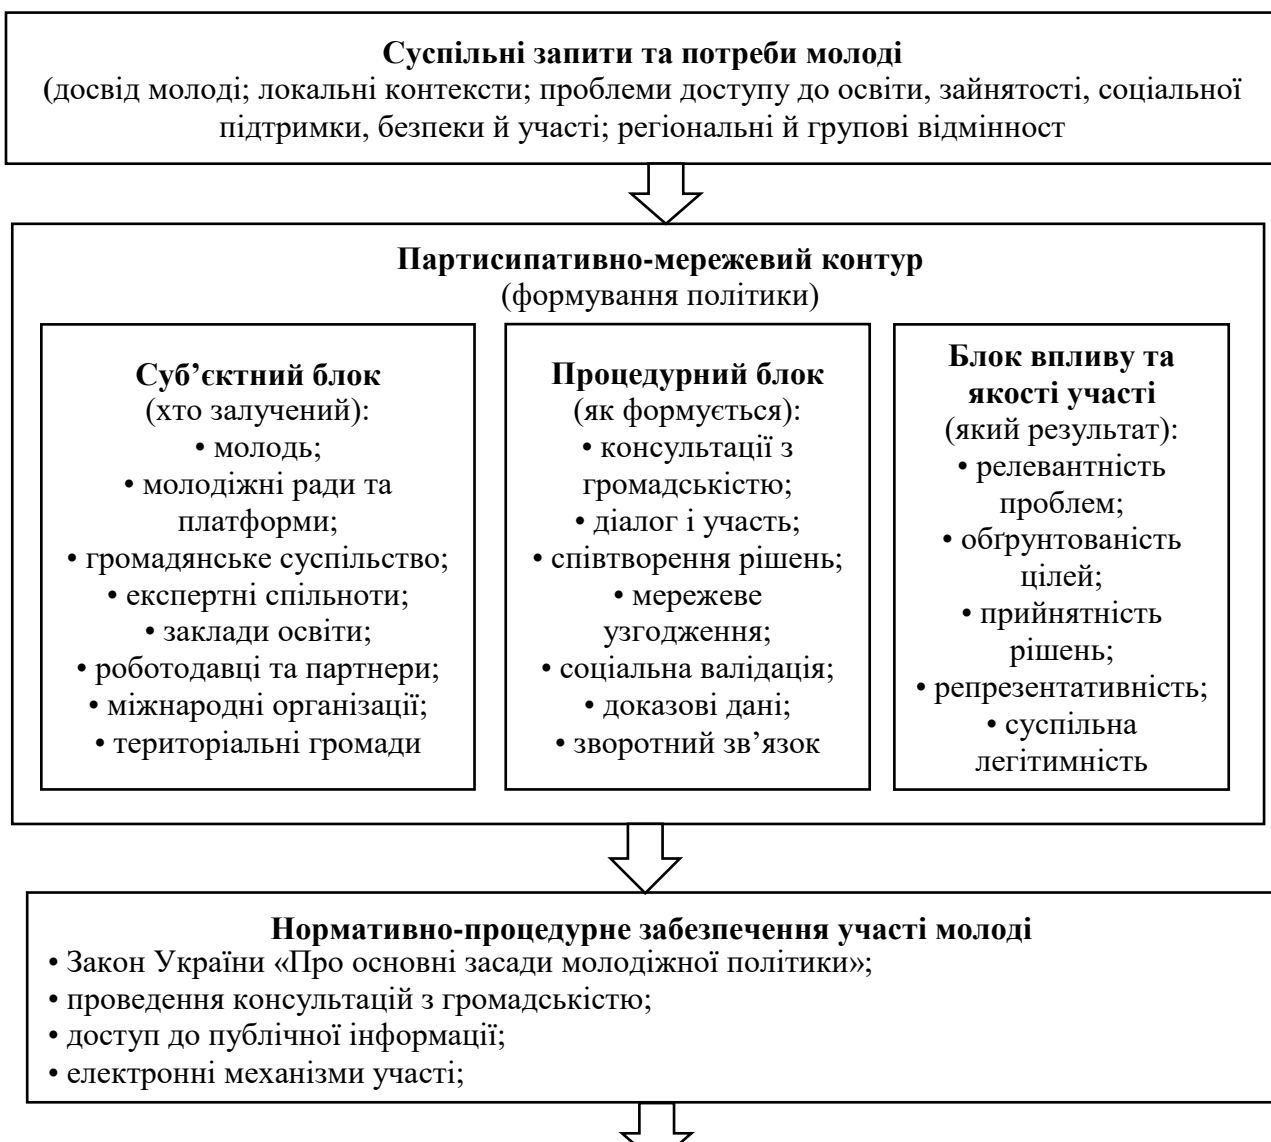 Суспільні запити та потреби молоді
(досвід молоді; локальні контексти; проблеми доступу до освіти, зайнятості, соціальної
підтримки, безпеки й участі; регіональні й групові відмінност
Партисипативно-мережевий контур
(формування політики)
Суб’єктний блок
(хто залучений):
• молодь;
• молодіжні ради та
платформи;
• громадянське суспільство;
• експертні спільноти;
• заклади освіти;
• роботодавці та партнери;
• міжнародні організації;
• територіальні громади
Процедурний блок
(як формується):
• консультації з
громадськістю;
• діалог і участь;
• співтворення рішень;
• мережеве
узгодження;
• соціальна валідація;
• доказові дані;
• зворотний зв’язок
Блок впливу та
якості участі
(який результат):
• релевантність
проблем;
• обґрунтованість
цілей;
• прийнятність
рішень;
• репрезентативність;
• суспільна
легітимність
Нормативно-процедурне забезпечення участі молоді
• Закон України «Про основні засади молодіжної політики»;
• проведення консультацій з громадськістю;
• доступ до публічної інформації;
• електронні механізми участі;